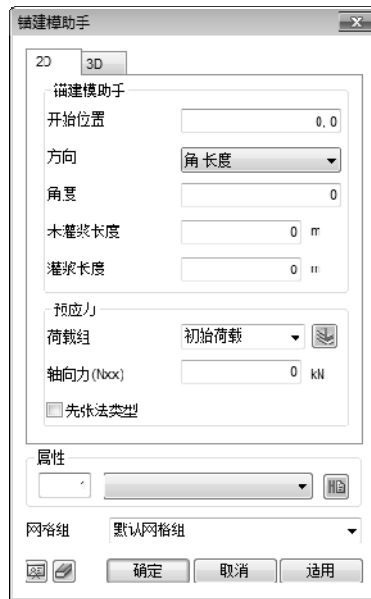 锚建模助手
2D 3D
锚建模助手
开始位置 0, 0
方向 角 长度
角度 0
未灌浆长度 0 m
灌浆长度 0 m
预应力
荷载组 初始荷载
轴向力(Nxx) 0 kN
先张法类型
属性
1
网格组 默认网格组
确定 取消 适用